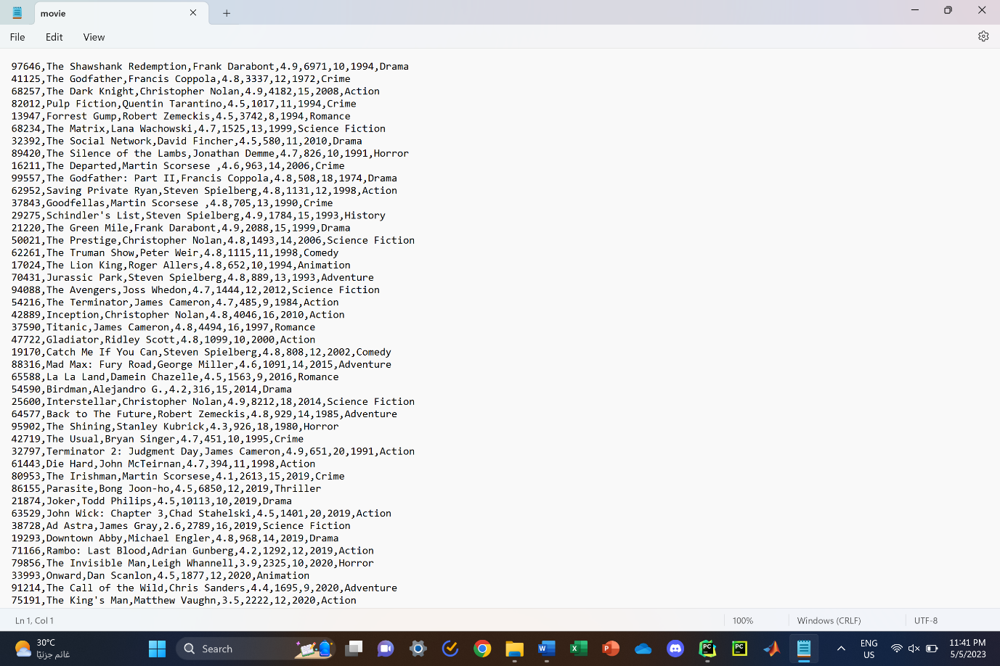 movie
File Edit View
97646,The Shawshank Redemption,Frank Darabont,4.9,6971,10,1994,Drama
41125,The Godfather,Francis Coppola,4.8,3337,12,1972,Crime
68257,The Dark Knight,Christopher Nolan,4.9,4182,15,2008,Action
82012,Pulp Fiction,Quentin Tarantino,4.5,1017,11,1994,Crime
13947,Forrest Gump,Robert Zemeckis,4.5,3742,8,1994,Romance
68234,The Matrix,Lana Wachowski,4.7,1525,13,1999,Science Fiction
32392,The Social Network,David Fincher,4.5,580,11,2010,Drama
89420,The Silence of the Lambs,Jonathan Demme,4.7,826,10,1991,Horror
16211,The Departed,Martin Scorsese ,4.6,963,14,2006,Crime
99557,The Godfather: Part II,Francis Coppola,4.8,508,18,1974,Drama
62952,Saving Private Ryan,Steven Spielberg,4.8,1131,12,1998,Action
37843,Goodfellas,Martin Scorsese ,4.8,705,13,1990,Crime
29275,Schindler's List,Steven Spielberg,4.9,1784,15,1993,History
21220,The Green Mile,Frank Darabont,4.9,2088,15,1999,Drama
50021,The Prestige,Christopher Nolan,4.8,1493,14,2006,Science Fiction
62261,The Truman Show,Peter Weir,4.8,1115,11,1998,Comedy
17024,The Lion King,Roger Allers,4.8,652,10,1994,Animation
70431,Jurassic Park,Steven Spielberg,4.8,889,13,1993,Adventure
94088,The Avengers,Joss Whedon,4.7,1444,12,2012,Science Fiction
54216,The Terminator,James Cameron,4.7,485,9,1984,Action
42889,Inception,Christopher Nolan,4.8,4046,16,2010,Action
37590,Titanic,James Cameron,4.8,4494,16,1997,Romance
47722,Gladiator,Ridley Scott,4.8,1099,10,2000,Action
19170,Catch Me If You Can,Steven Spielberg,4.8,808,12,2002,Comedy
88316,Mad Max: Fury Road,George Miller,4.6,1091,14,2015,Adventure
65588,La La Land,Damein Chazelle,4.5,1563,9,2016,Romance
54590,Birdman,Alejandro G.,4.2,316,15,2014,Drama
25600,Interstellar,Christopher Nolan,4.9,8212,18,2014,Science Fiction
64577,Back to The Future,Robert Zemeckis,4.8,929,14,1985,Adventure
95902,The Shining,Stanley Kubrick,4.3,926,18,1980,Horror
42719,The Usual,Bryan Singer,4.7,451,10,1995,Crime
32797,Terminator 2: Judgment Day,James Cameron,4.9,651,20,1991,Action
61443,Die Hard,John McTeirnan,4.7,394,11,1998,Action
80953,The Irishman,Martin Scorsese,4.1,2613,15,2019,Crime
86155,Parasite,Bong Joon-ho,4.5,6850,12,2019,Thriller
21874,Joker,Todd Philips,4.5,10113,10,2019,Drama
63529,John Wick: Chapter 3,Chad Stahelski,4.5,1401,20,2019,Action
38728,Ad Astra,James Gray,2.6,2789,16,2019,Science Fiction
19293,Downtown Abby,Michael Engler,4.8,968,14,2019,Drama
71166,Rambo: Last Blood,Adrian Gunberg,4.2,1292,12,2019,Action
79856,The Invisible Man,Leigh Whannell,3.9,2325,10,2020,Horror
33993,Onward,Dan Scanlon,4.5,1877,12,2020,Animation
91214,The Call of the Wild,Chris Sanders,4.4,1695,9,2020,Adventure
75191,The King's Man,Matthew Vaughn,3.5,2222,12,2020,Action
Ln 1, Col 1 100% Windows (CRLF) UTF-8
30°C
غائم جزئيًا
Search
ENG
US
11:41 PM
5/5/2023